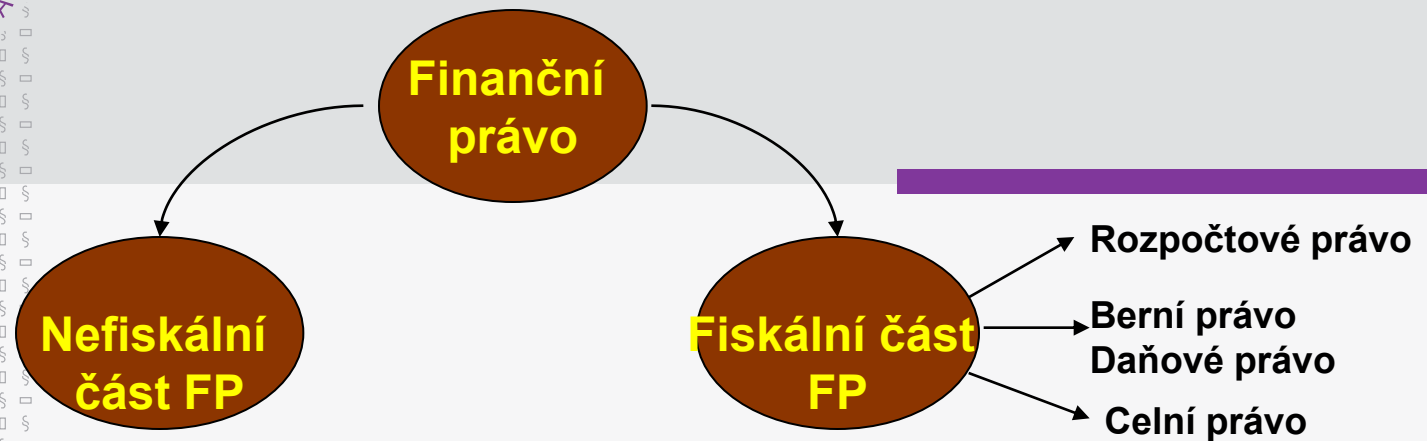 Finanční
právo
Nefiskální
část FP
Fiskální část
FP
Rozpočtové právo
Berní právo
Daňové právo
Celní právo